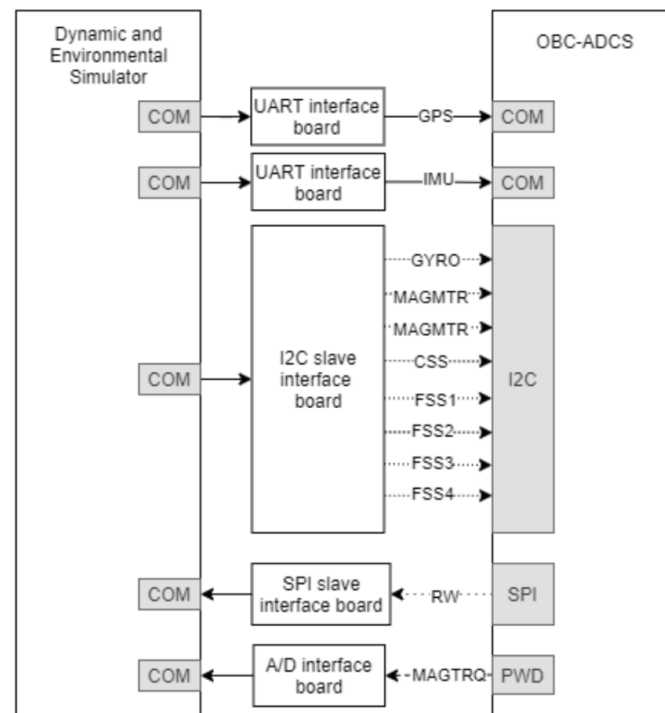 Dynamic and
Environmental
Simulator
OBC-ADCS
COM
UART interface
board
GPS
COM
COM
UART interface
board
IMU
COM
GYRO
MAGMTR
MAGMTR
COM
I2C slave
interface
board
CSS
I2C
FSS1
FSS2
FSS3
FSS4
COM
SPI slave
interface board
RW
SPI
COM
A/D interface
board
MAGTRQ
PWD